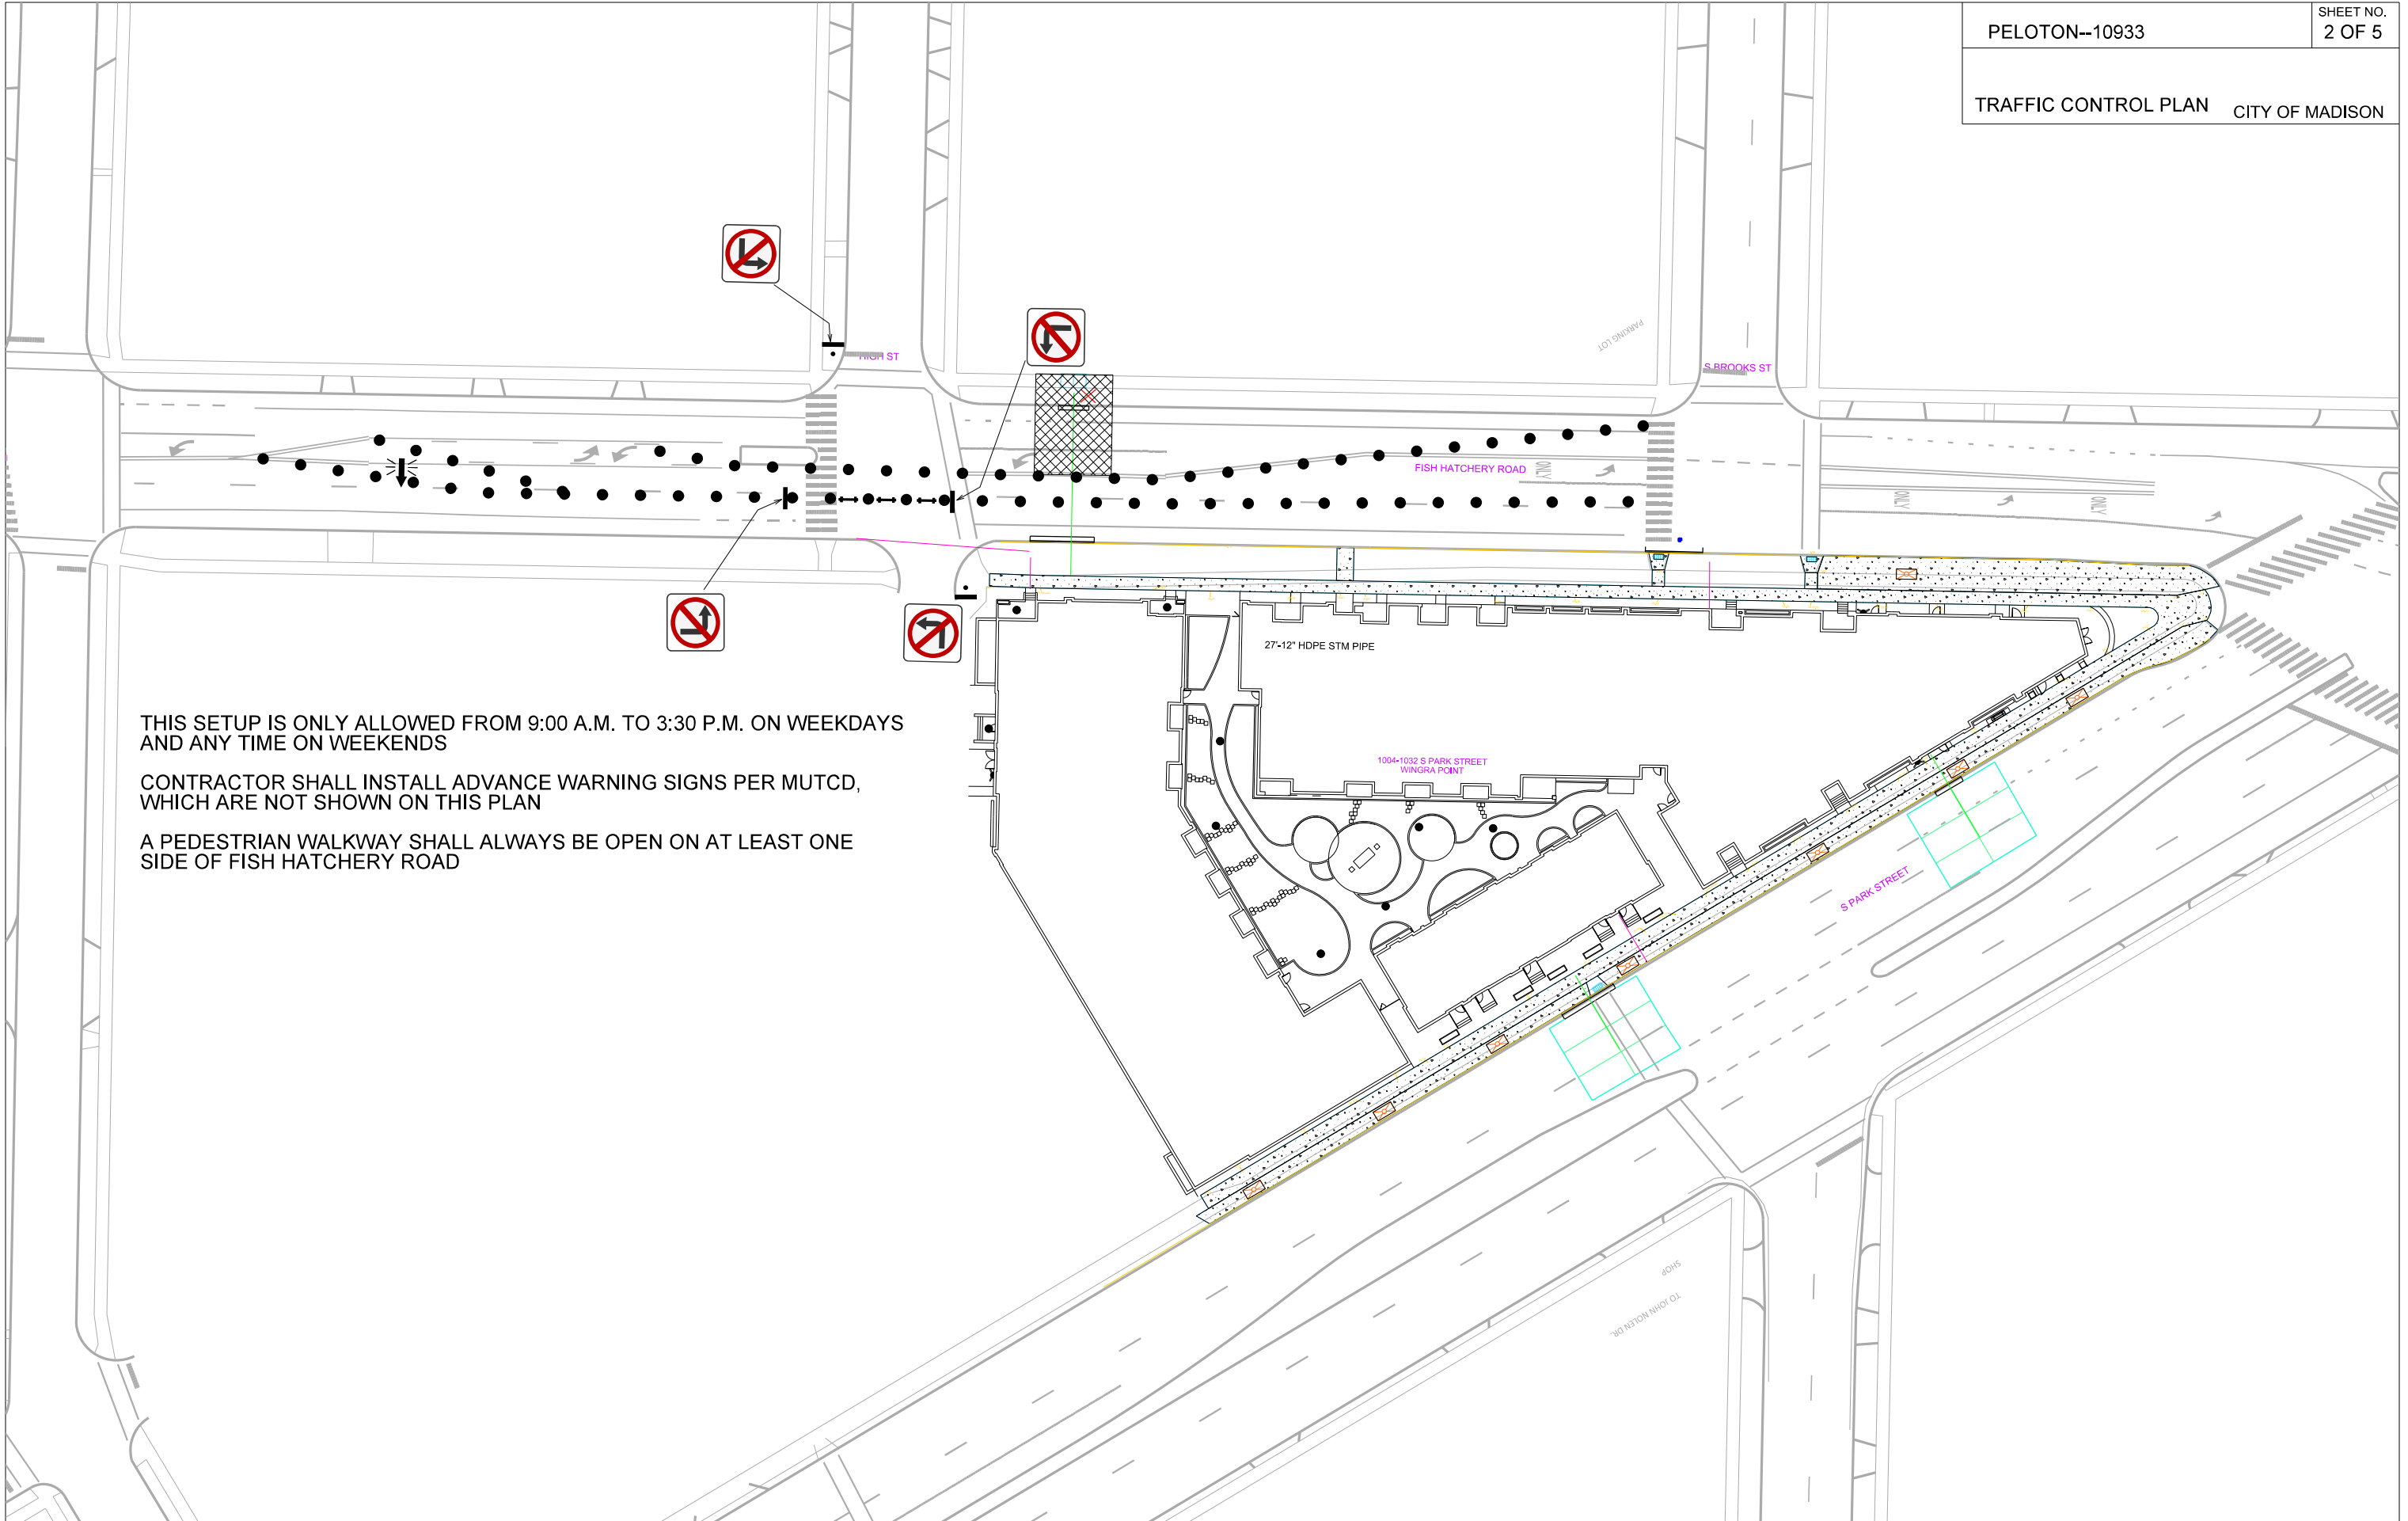 PELOTON--10933
SHEET NO.
2 OF 5
TRAFFIC CONTROL PLAN
CITY OF MADISON
PARKING LOT
HIGH ST
S BROOKS ST
FISH HATCHERY ROAD
ONLY
ONLY
ONLY
27'-12" HDPE STM PIPE
THIS SETUP IS ONLY ALLOWED FROM 9:00 A.M. TO 3:30 P.M. ON WEEKDAYS
AND ANY TIME ON WEEKENDS
CONTRACTOR SHALL INSTALL ADVANCE WARNING SIGNS PER MUTCD,
WHICH ARE NOT SHOWN ON THIS PLAN
A PEDESTRIAN WALKWAY SHALL ALWAYS BE OPEN ON AT LEAST ONE
SIDE OF FISH HATCHERY ROAD
1004-1032 S PARK STREET
WINGRA POINT
S PARK STREET
SHOP
TO JOHN NOLEN DR.